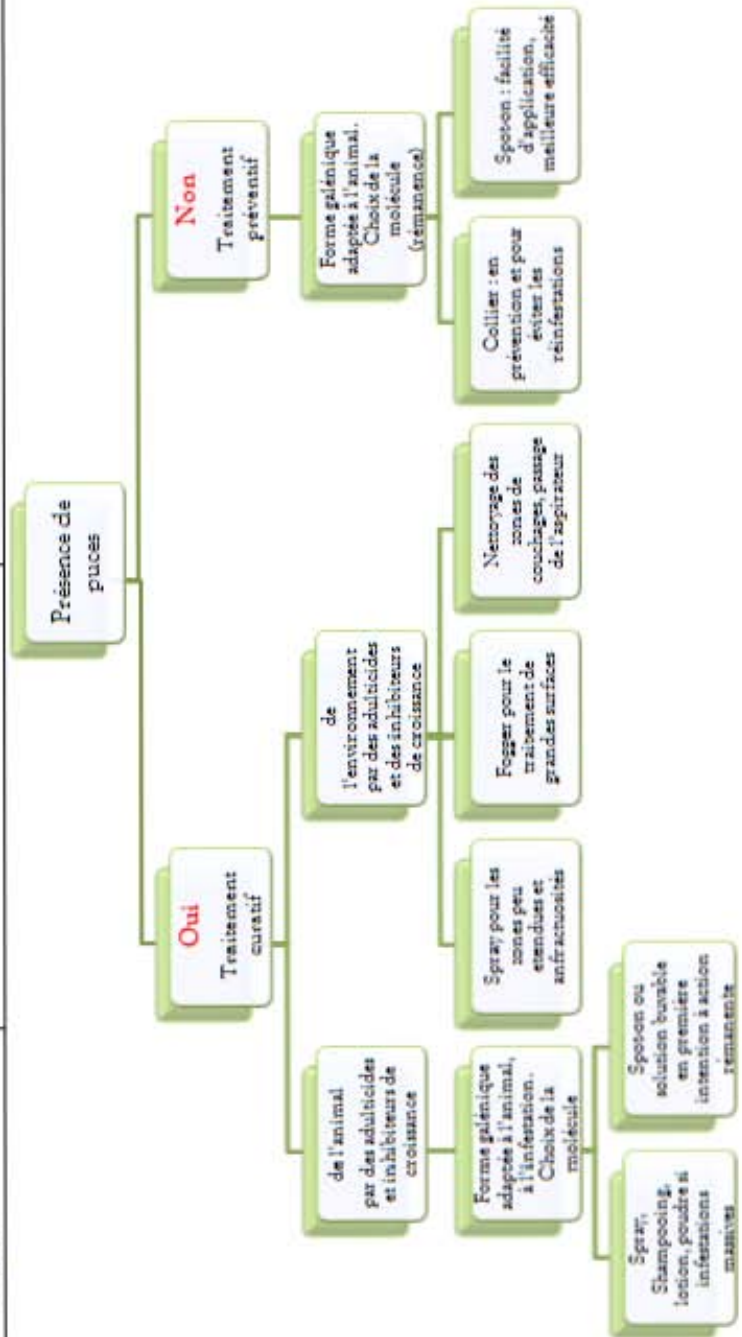 Présence de
puces
Oui
Traitement
curatif
Non
Traitement
préventif
de l'animal
par des adulticides
et inhibiteurs de
croissance
de
l'environnement
par des adulticides
et des inhibiteurs
de croissance
Forme galénique
adaptée à l'animal.
Choix de la
molécule
(rémanence)
Forme galénique
adaptée à l'animal,
à l'infestation.
Choix de la
molécule
Spray pour les
zones peu
etendues et
anfractuosités
Fogger pour le
traitement de
grandes surfaces
Nettoyage des
zones de
couchages, passage
de l'aspirateur
Collier : en
prévention et pour
éviter les
réinfestations
Spot-on : facilité
d'application,
meilleure efficacité
Spray,
Shampooing,
lotion, poudre si
infestations
massives
Spot-on ou
solution buvable
en première
intention à action
rémanente